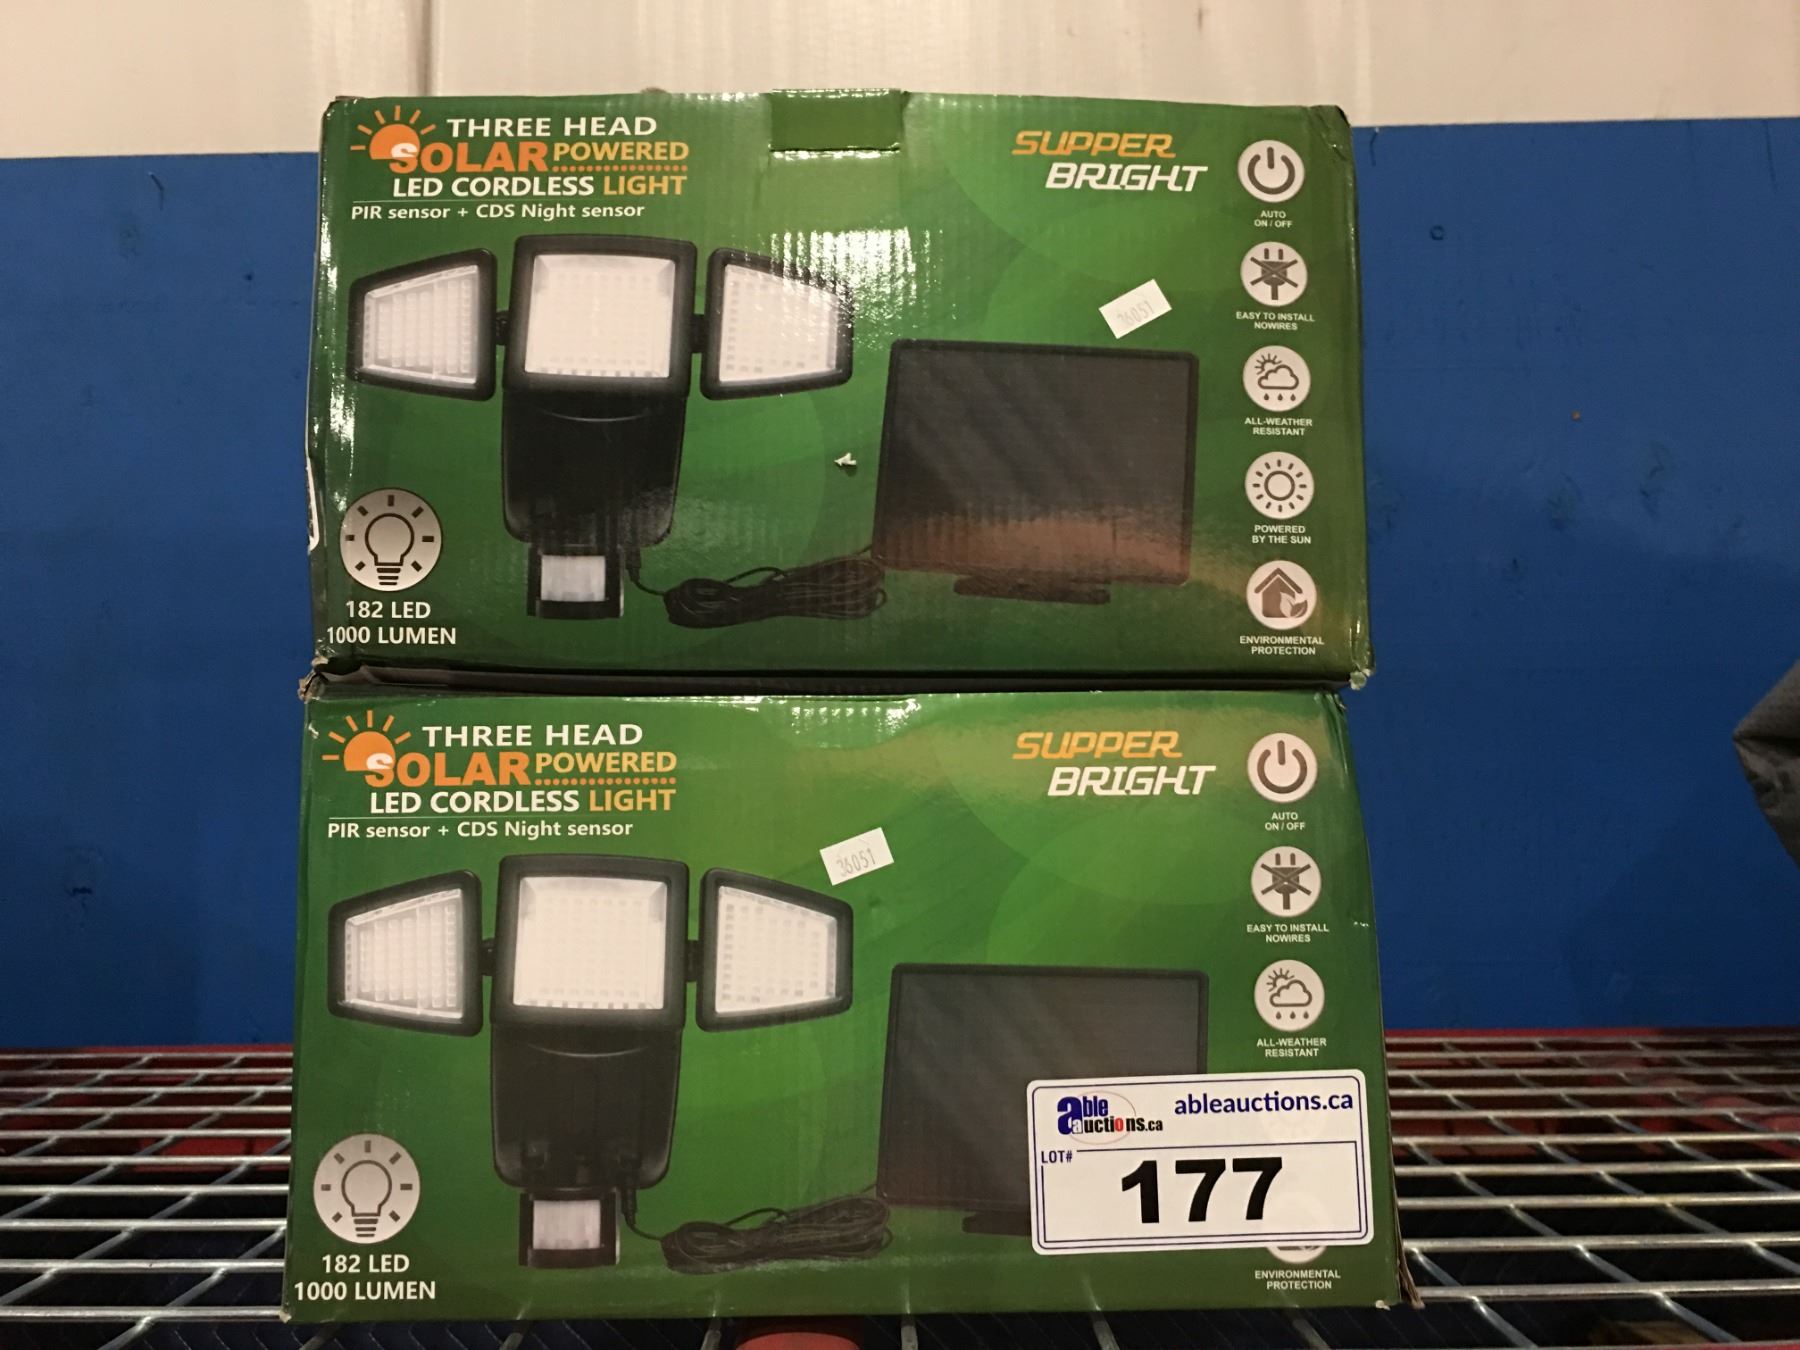 THREE HEAD
SOLAR POWERED
LED CORDLESS LIGHT
PIR sensor + CDS Night sensor
SUPPER
BRIGHT
AUTO
ON / OFF
36051
EASY TO INSTALL
NOWIRES
ALL-WEATHER
RESISTANT
POWERED
BY THE SUN
182 LED
1000 LUMEN
ENVIRONMENTAL
PROTECTION
THREE HEAD
SOLAR POWERED
LED CORDLESS LIGHT
PIR sensor + CDS Night sensor
SUPPER
BRIGHT
AUTO
ON / OFF
36051
EASY TO INSTALL
NOWIRES
ALL-WEATHER
RESISTANT
able auctions.ca
ableauctions.ca
LOT#
177
182 LED
1000 LUMEN
ENVIRONMENTAL
PROTECTION